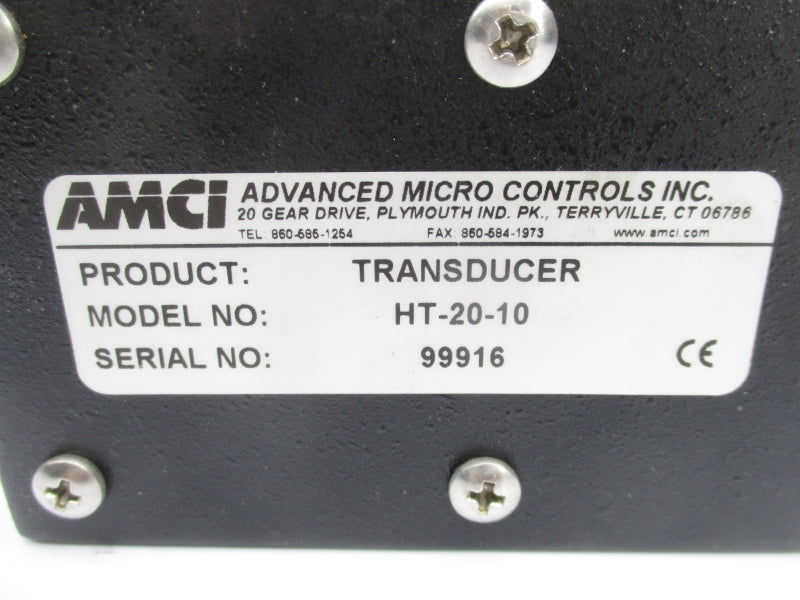 AMCI ADVANCED MICRO CONTROLS INC.
20 GEAR DRIVE, PLYMOUTH IND. PK., TERRYVILLE, CT 06786
TEL: 860-585-1254 FAX: 860-584-1973 www.amci.com
PRODUCT: TRANSDUCER
MODEL NO: HT-20-10
SERIAL NO: 99916 CE